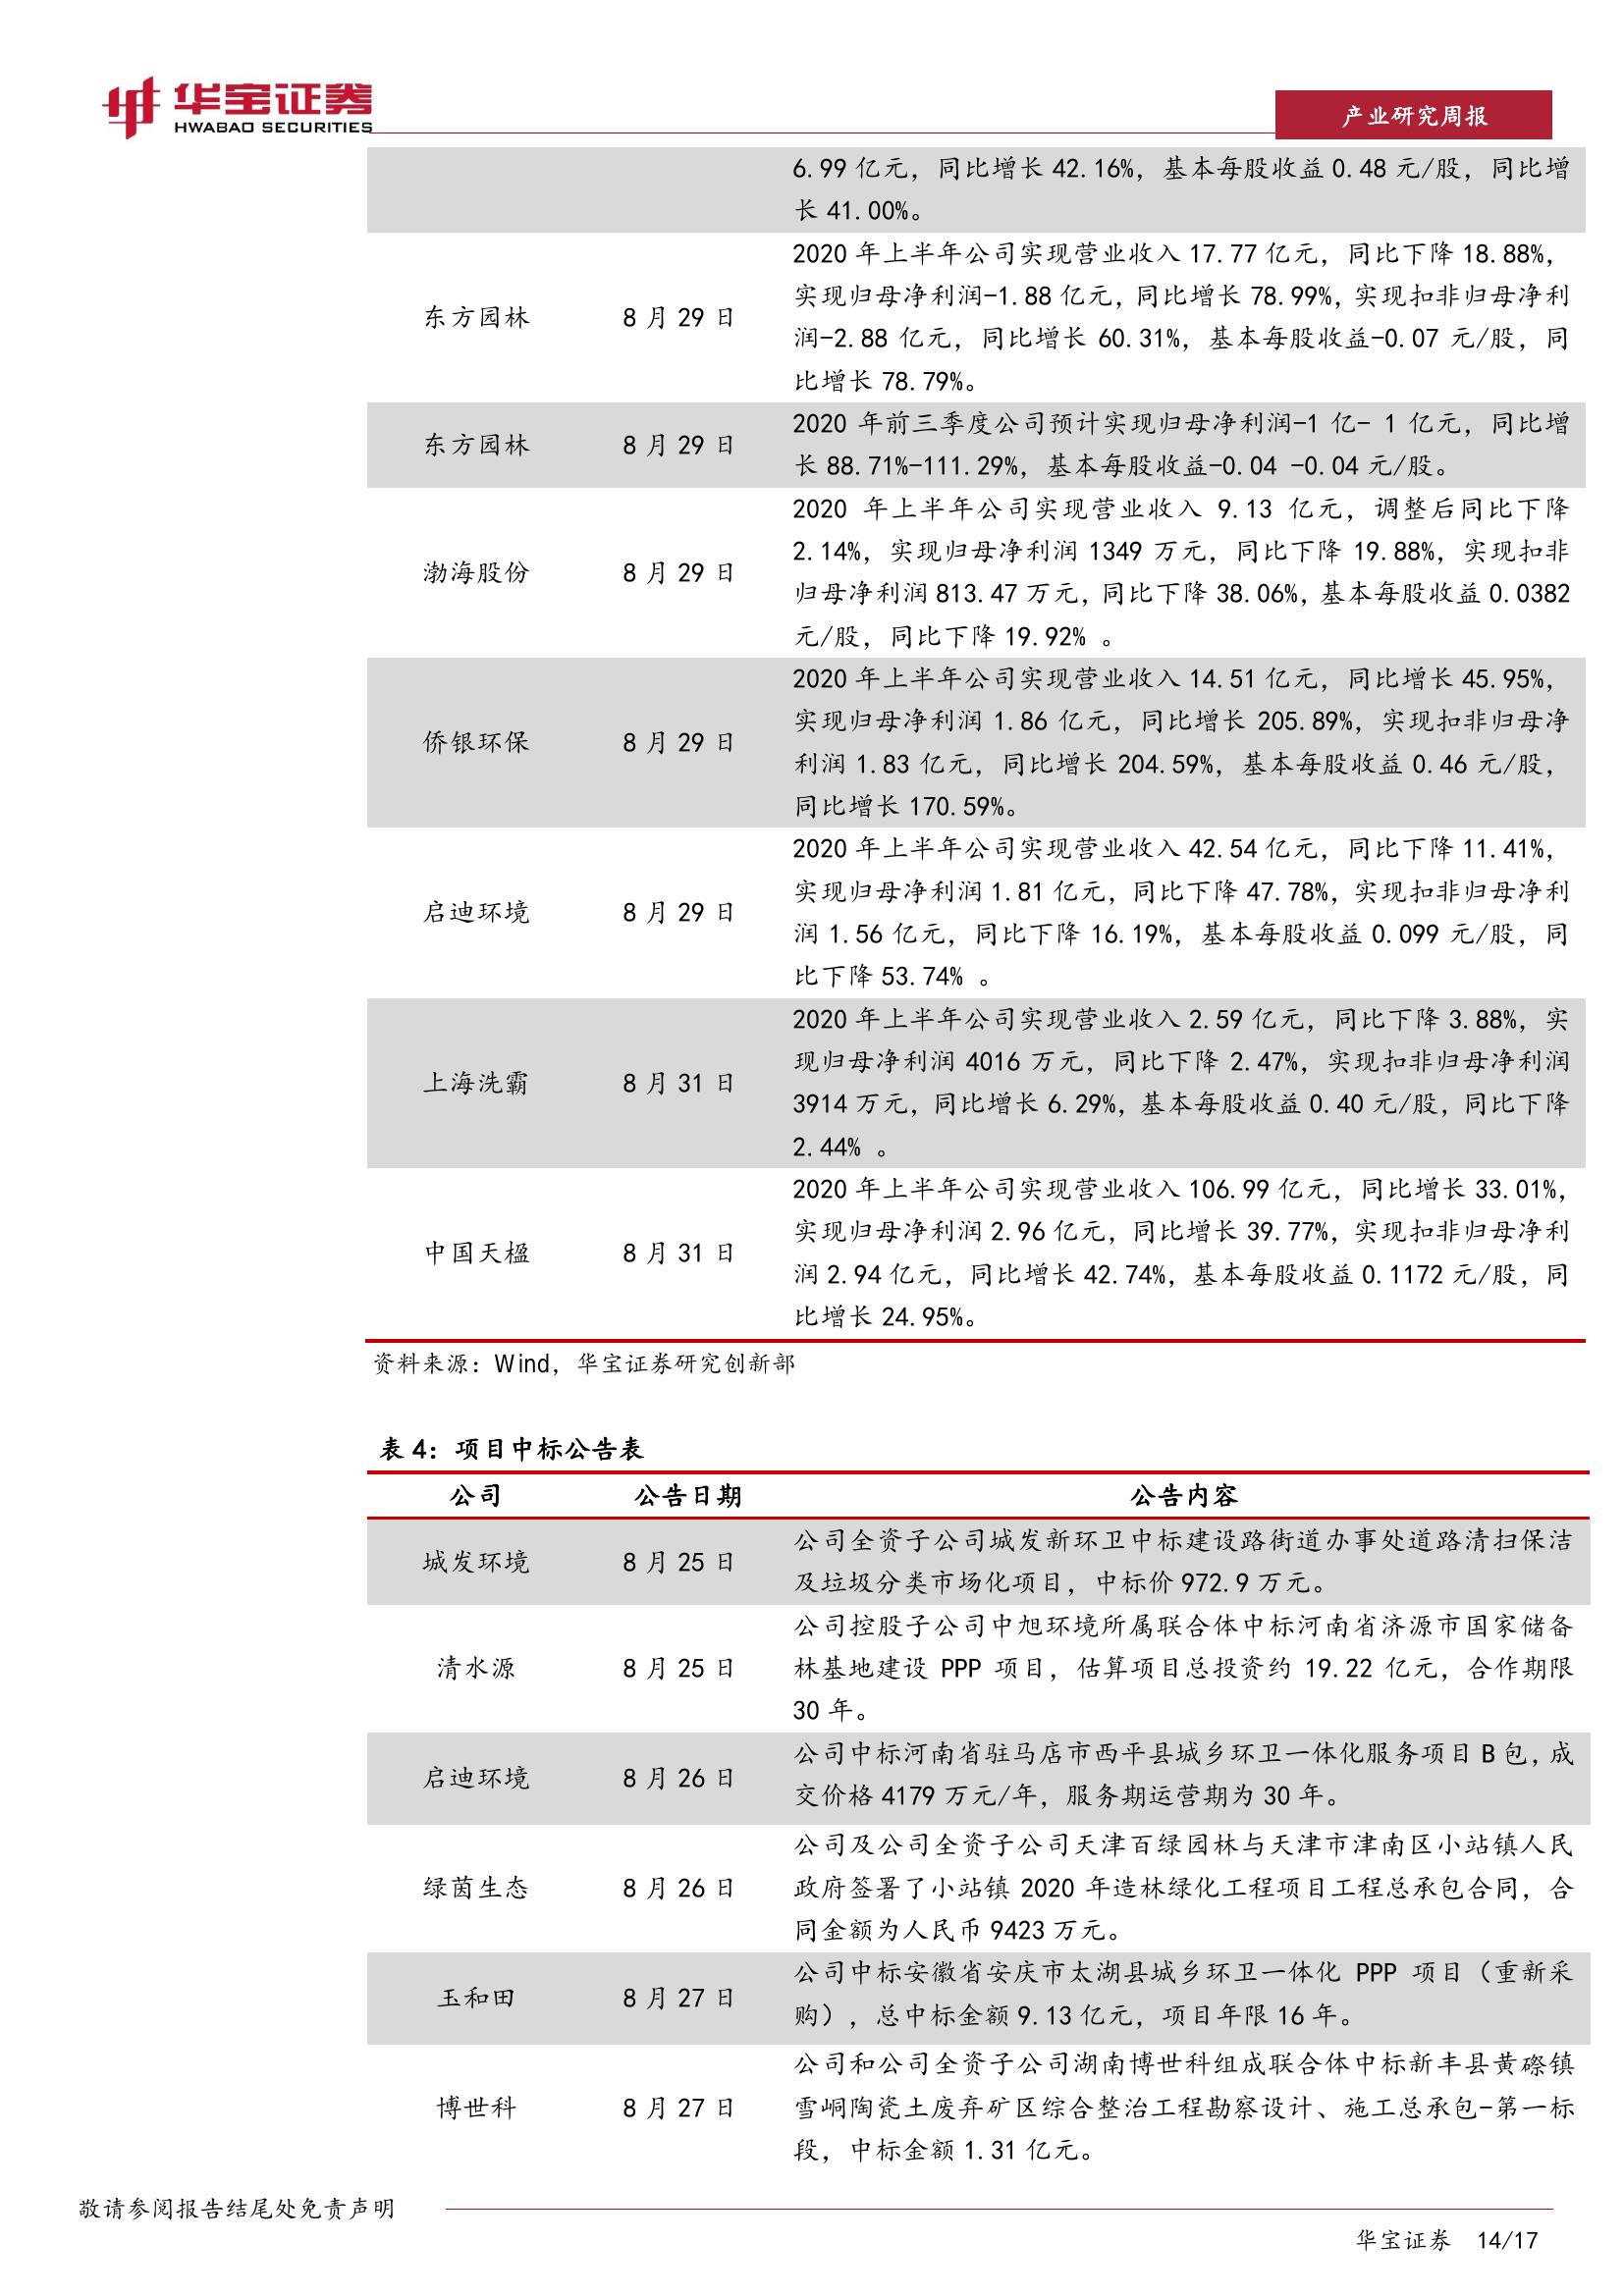 华宝证券
HWABAO SECURITIES
产业研究周报
6.99 亿元，同比增长 42.16%，基本每股收益 0.48 元/股，同比增
长 41.00%。
东方园林
8 月 29 日
2020 年上半年公司实现营业收入 17.77 亿元，同比下降 18.88%，
实现归母净利润-1.88 亿元，同比增长 78.99%，实现扣非归母净利
润-2.88 亿元，同比增长 60.31%，基本每股收益-0.07 元/股，同
比增长 78.79%。
东方园林
8 月 29 日
2020 年前三季度公司预计实现归母净利润-1 亿- 1 亿元，同比增
长 88.71%-111.29%，基本每股收益-0.04 -0.04 元/股。
渤海股份
8 月 29 日
2020 年上半年公司实现营业收入 9.13 亿元，调整后同比下降
2.14%，实现归母净利润 1349 万元，同比下降 19.88%，实现扣非
归母净利润 813.47 万元，同比下降 38.06%，基本每股收益 0.0382
元/股，同比下降 19.92% 。
侨银环保
8 月 29 日
2020 年上半年公司实现营业收入 14.51 亿元，同比增长 45.95%，
实现归母净利润 1.86 亿元，同比增长 205.89%，实现扣非归母净
利润 1.83 亿元，同比增长 204.59%，基本每股收益 0.46 元/股，
同比增长 170.59%。
启迪环境
8 月 29 日
2020 年上半年公司实现营业收入 42.54 亿元，同比下降 11.41%，
实现归母净利润 1.81 亿元，同比下降 47.78%，实现扣非归母净利
润 1.56 亿元，同比下降 16.19%，基本每股收益 0.099 元/股，同
比下降 53.74% 。
上海洗霸
8 月 31 日
2020 年上半年公司实现营业收入 2.59 亿元，同比下降 3.88%，实
现归母净利润 4016 万元，同比下降 2.47%，实现扣非归母净利润
3914 万元，同比增长 6.29%，基本每股收益 0.40 元/股，同比下降
2.44% 。
中国天楹
8 月 31 日
2020 年上半年公司实现营业收入 106.99 亿元，同比增长 33.01%，
实现归母净利润 2.96 亿元，同比增长 39.77%，实现扣非归母净利
润 2.94 亿元，同比增长 42.74%，基本每股收益 0.1172 元/股，同
比增长 24.95%。
资料来源：Wind，华宝证券研究创新部
表 4：项目中标公告表
公司 公告日期 公告内容
城发环境
8 月 25 日
公司全资子公司城发新环卫中标建设路街道办事处道路清扫保洁
及垃圾分类市场化项目，中标价 972.9 万元。
清水源
8 月 25 日
公司控股子公司中旭环境所属联合体中标河南省济源市国家储备
林基地建设 PPP 项目，估算项目总投资约 19.22 亿元，合作期限
30 年。
启迪环境
8 月 26 日
公司中标河南省驻马店市西平县城乡环卫一体化服务项目 B 包，成
交价格 4179 万元/年，服务期运营期为 30 年。
绿茵生态
8 月 26 日
公司及公司全资子公司天津百绿园林与天津市津南区小站镇人民
政府签署了小站镇 2020 年造林绿化工程项目工程总承包合同，合
同金额为人民币 9423 万元。
玉和田
8 月 27 日
公司中标安徽省安庆市太湖县城乡环卫一体化 PPP 项目（重新采
购），总中标金额 9.13 亿元，项目年限 16 年。
博世科
8 月 27 日
公司和公司全资子公司湖南博世科组成联合体中标新丰县黄磜镇
雪峒陶瓷土废弃矿区综合整治工程勘察设计、施工总承包-第一标
段，中标金额 1.31 亿元。
敬请参阅报告结尾处免责声明
华宝证券 14/17